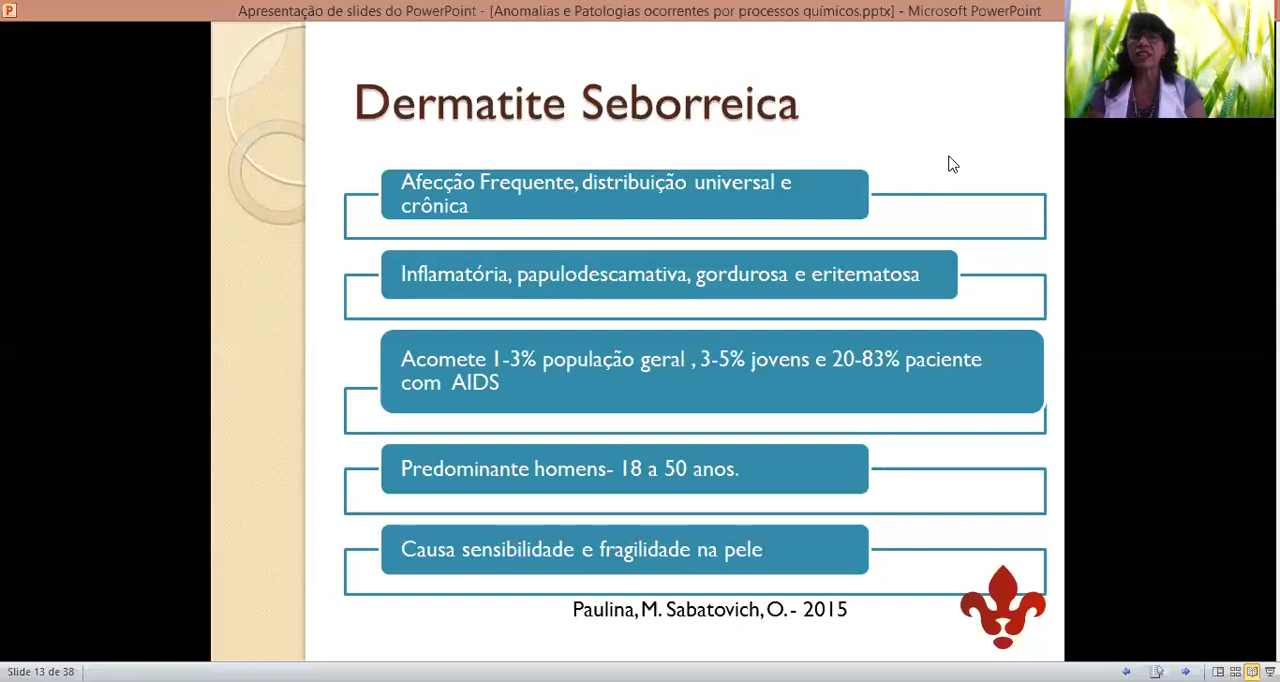 Apresentação de slides do PowerPoint - [Anomalias e Patologias ocorrentes por processos químicos.pptx] - Microsoft PowerPoint
Dermatite Seborreica
Afecção Frequente, distribuição universal e
crônica
Inflamatória, papulodescamativa, gordurosa e eritematosa
Acomete 1-3% população geral , 3-5% jovens e 20-83% paciente
com AIDS
Predominante homens- 18 a 50 anos.
Causa sensibilidade e fragilidade na pele
Paulina, M. Sabatovich, O. - 2015
Slide 13 de 38